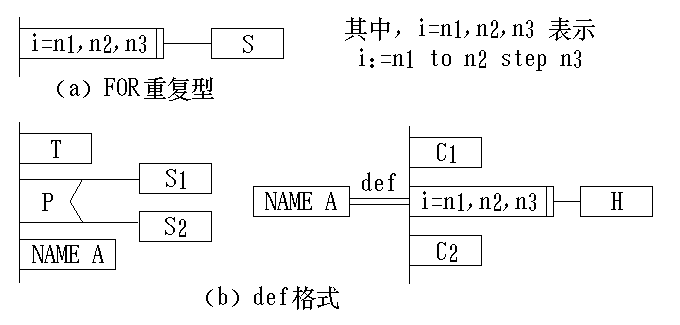 i=n1,n2,n3 S 其中，i=n1,n2,n3 表示
i:=n1 to n2 step n3
(a) FOR重复型
T
P S1
S2
NAME A
C1
NAME A def i=n1,n2,n3 H
C2
(b) def格式